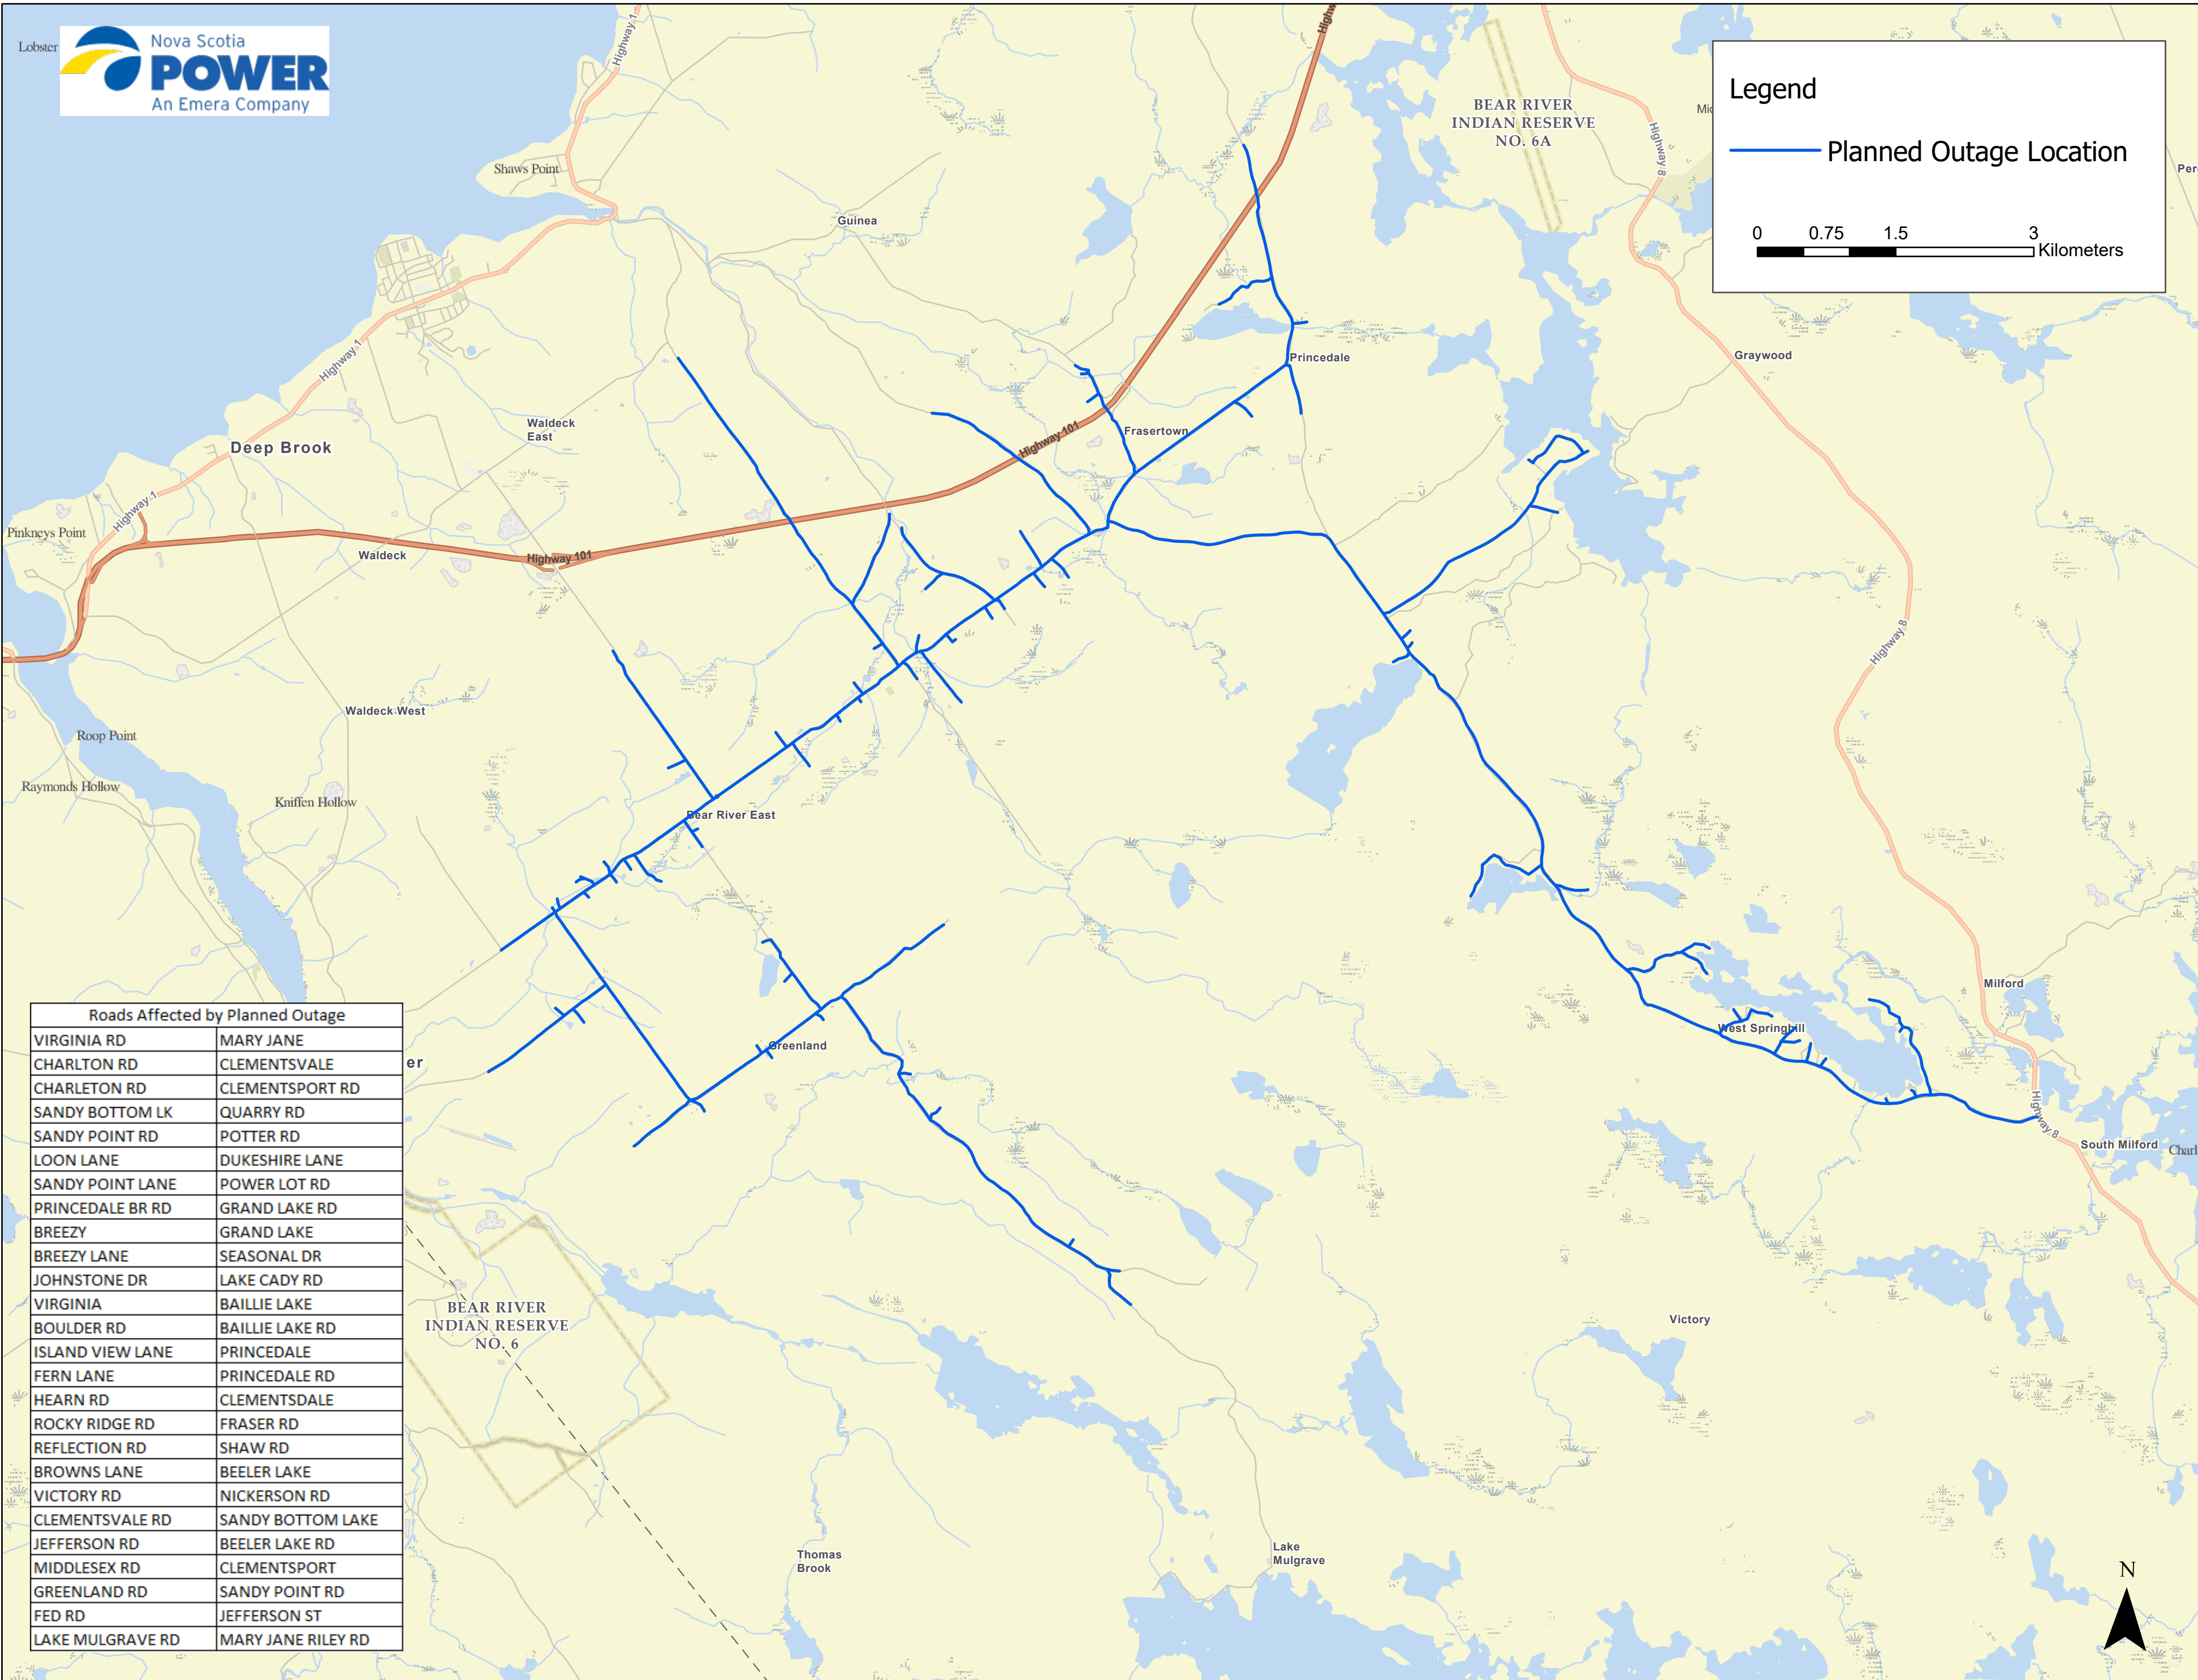 Lobster
Nova Scotia
POWER
An Emera Company
Highway 1
Highw
Legend
Planned Outage Location
0 0.75 1.5 3
Kilometers
BEAR RIVER
INDIAN RESERVE
NO. 6A
Highway 8
Mic
Per
Shaws Point
Guinea
Highway 1
Princedale
Graywood
Waldeck
East
Deep Brook
Frasertown
Highway 101
Highway 1
Pinkneys Point
Waldeck
Highway 101
Highway 8
Waldeck West
Roop Point
Raymonds Hollow
Kniffen Hollow
Bear River East
Milford
West Springhill
Greenland
er
Highway 8
South Milford
Charl
BEAR RIVER
INDIAN RESERVE
NO. 6
Victory
Thomas
Brook
Lake
Mulgrave
N
Roads Affected by Planned Outage
VIRGINIA RD MARY JANE
CHARLTON RD CLEMENTSVALE
CHARLETON RD CLEMENTSPORT RD
SANDY BOTTOM LK QUARRY RD
SANDY POINT RD POTTER RD
LOON LANE DUKESHIRE LANE
SANDY POINT LANE POWER LOT RD
PRINCEDALE BR RD GRAND LAKE RD
BREEZY GRAND LAKE
BREEZY LANE SEASONAL DR
JOHNSTONE DR LAKE CADY RD
VIRGINIA BAILLIE LAKE
BOULDER RD BAILLIE LAKE RD
ISLAND VIEW LANE PRINCEDALE
FERN LANE PRINCEDALE RD
HEARN RD CLEMENTSDALE
ROCKY RIDGE RD FRASER RD
REFLECTION RD SHAW RD
BROWNS LANE BEELER LAKE
VICTORY RD NICKERSON RD
CLEMENTSVALE RD SANDY BOTTOM LAKE
JEFFERSON RD BEELER LAKE RD
MIDDLESEX RD CLEMENTSPORT
GREENLAND RD SANDY POINT RD
FED RD JEFFERSON ST
LAKE MULGRAVE RD MARY JANE RILEY RD